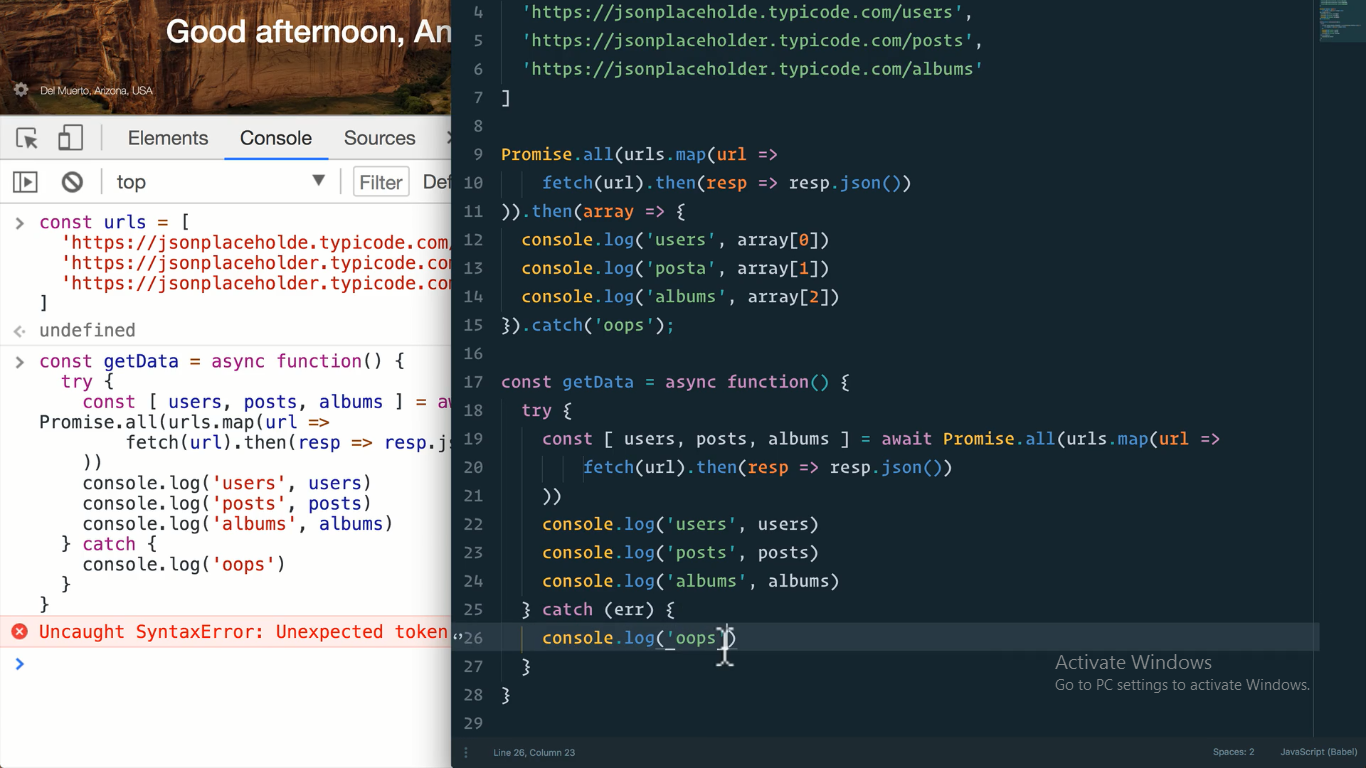 Good afternoon, An
Del Muerto, Arizona, USA
Elements Console Sources
top Filter Def
const urls = [
'https://jsonplaceholde.typicode.com/
'https://jsonplaceholder.typicode.co
'https://jsonplaceholder.typicode.co
]
undefined
const getData = async function() {
try {
const [ users, posts, albums ] = aw
Promise.all(urls.map(url =>
fetch(url).then(resp => resp.js
))
console.log('users', users)
console.log('posts', posts)
console.log('albums', albums)
} catch {
console.log('oops')
}
}
Uncaught SyntaxError: Unexpected token
4 'https://jsonplaceholde.typicode.com/users',
5 'https://jsonplaceholder.typicode.com/posts',
6 'https://jsonplaceholder.typicode.com/albums'
7 ]
8
9 Promise.all(urls.map(url =>
10 fetch(url).then(resp => resp.json())
11 )).then(array => {
12 console.log('users', array[0])
13 console.log('posta', array[1])
14 console.log('albums', array[2])
15 }).catch('oops');
16
17 const getData = async function() {
18 try {
19 const [ users, posts, albums ] = await Promise.all(urls.map(url =>
20 fetch(url).then(resp => resp.json())
21 ))
22 console.log('users', users)
23 console.log('posts', posts)
24 console.log('albums', albums)
25 } catch (err) {
26 console.log('oops')
27 }
28 }
29
Activate Windows
Go to PC settings to activate Windows.
Line 26, Column 23
Spaces: 2 JavaScript (Babel)